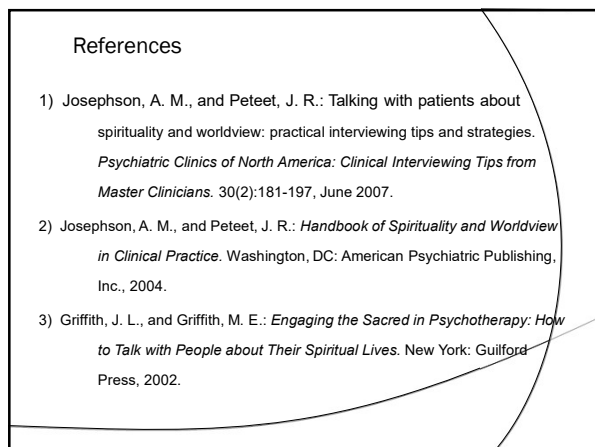 References
1) Josephson, A. M., and Peteet, J. R.: Talking with patients about
spirituality and worldview: practical interviewing tips and strategies.
Psychiatric Clinics of North America: Clinical Interviewing Tips from
Master Clinicians. 30(2):181-197, June 2007.
2) Josephson, A. M., and Peteet, J. R.: Handbook of Spirituality and Worldview
in Clinical Practice. Washington, DC: American Psychiatric Publishing,
Inc., 2004.
3) Griffith, J. L., and Griffith, M. E.: Engaging the Sacred in Psychotherapy: How
to Talk with People about Their Spiritual Lives. New York: Guilford
Press, 2002.